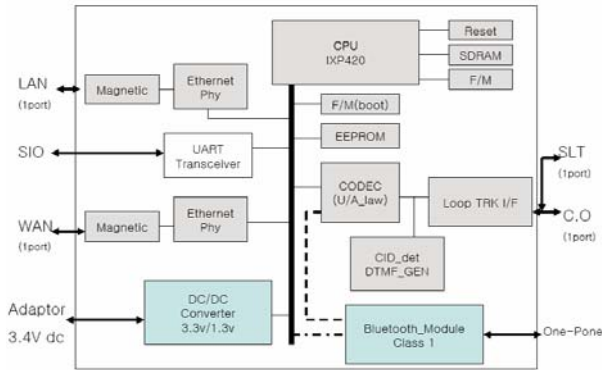 CPU
IXP420
Reset
SDRAM
F/M
LAN
(1port)
Magnetic
Ethernet
Phy
F/M(boot)
EEPROM
SIO
UART
Transceiver
CODEC
(U/A_law)
Loop TRK I/F
SLT
(1port)
C.O
(1port)
WAN
(1port)
Magnetic
Ethernet
Phy
CID_det
DTMF_GEN
Adaptor
3.4V dc
DC/DC
Converter
3.3v/1.3v
Bluetooth_Module
Class 1
One-Pone